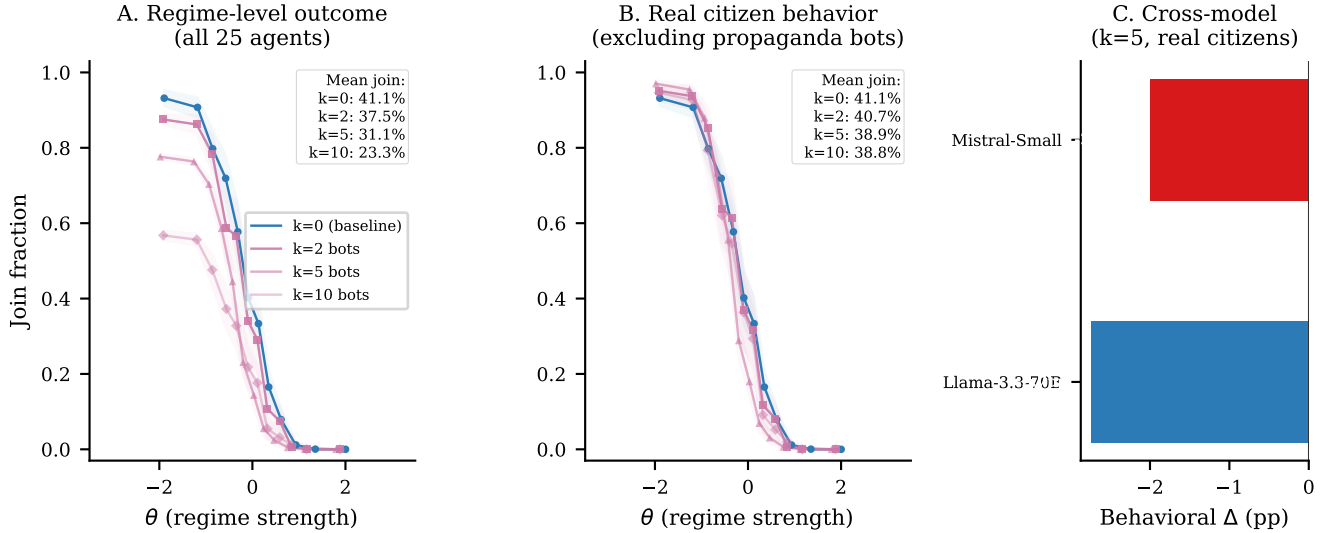 A. Regime-level outcome
(all 25 agents)
Join fraction
1.0
0.8
0.6
0.4
0.2
0.0
Mean join:
k=0: 41.1%
k=2: 37.5%
k=5: 31.1%
k=10: 23.3%
k=0 (baseline)
k=2 bots
k=5 bots
k=10 bots
−2
0
2
θ (regime strength)
B. Real citizen behavior
(excluding propaganda bots)
1.0
0.8
0.6
0.4
0.2
0.0
Mean join:
k=0: 41.1%
k=2: 40.7%
k=5: 38.9%
k=10: 38.8%
−2
0
2
θ (regime strength)
C. Cross-model
(k=5, real citizens)
Mistral-Small
Llama-3.3-70B
−2
−1
0
Behavioral Δ (pp)